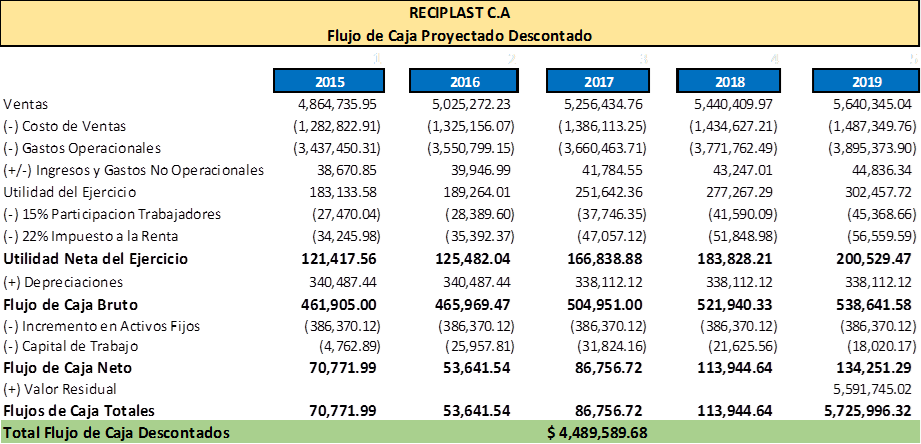 RECIPLAST C.A
Flujo de Caja Proyectado Descontado
1 2 3 4 5
2015 2016 2017 2018 2019
Ventas 4,864,735.95 5,025,272.23 5,256,434.76 5,440,409.97 5,640,345.04
(-) Costo de Ventas (1,282,822.91) (1,325,156.07) (1,386,113.25) (1,434,627.21) (1,487,349.76)
(-) Gastos Operacionales (3,437,450.31) (3,550,799.15) (3,660,463.71) (3,771,762.49) (3,895,373.90)
(+/-) Ingresos y Gastos No Operacionales 38,670.85 39,946.99 41,784.55 43,247.01 44,836.34
Utilidad del Ejercicio 183,133.58 189,264.01 251,642.36 277,267.29 302,457.72
(-) 15% Participacion Trabajadores (27,470.04) (28,389.60) (37,746.35) (41,590.09) (45,368.66)
(-) 22% Impuesto a la Renta (34,245.98) (35,392.37) (47,057.12) (51,848.98) (56,559.59)
Utilidad Neta del Ejercicio 121,417.56 125,482.04 166,838.88 183,828.21 200,529.47
(+) Depreciaciones 340,487.44 340,487.44 338,112.12 338,112.12 338,112.12
Flujo de Caja Bruto 461,905.00 465,969.47 504,951.00 521,940.33 538,641.58
(-) Incremento en Activos Fijos (386,370.12) (386,370.12) (386,370.12) (386,370.12) (386,370.12)
(-) Capital de Trabajo (4,762.89) (25,957.81) (31,824.16) (21,625.56) (18,020.17)
Flujo de Caja Neto 70,771.99 53,641.54 86,756.72 113,944.64 134,251.29
(+) Valor Residual 5,591,745.02
Flujos de Caja Totales 70,771.99 53,641.54 86,756.72 113,944.64 5,725,996.32
Total Flujo de Caja Descontados $ 4,489,589.68